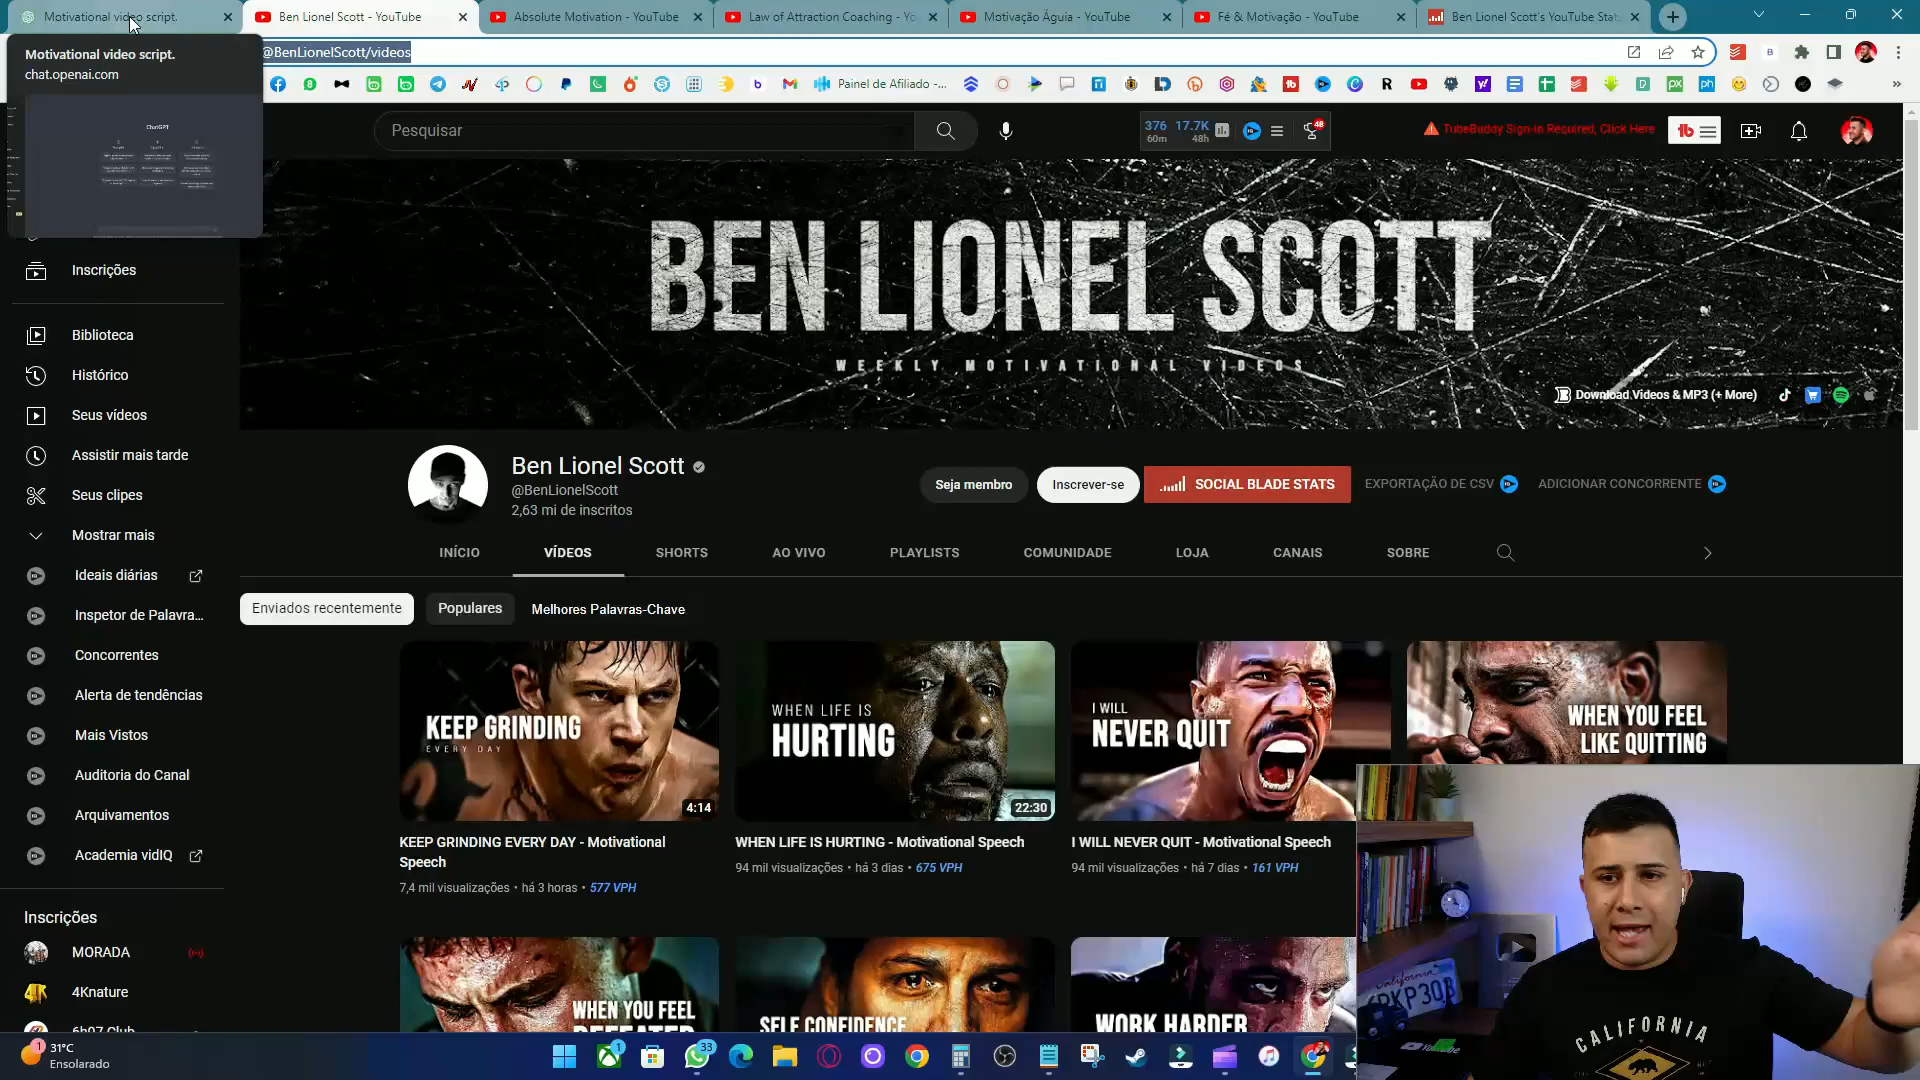 Motivational video script.
Ben Lionel Scott - YouTube
Absolute Motivation - YouTube
Law of Attraction Coaching - Yo
Motivação Águia - YouTube
Fé & Motivação - YouTube
Ben Lionel Scott's YouTube Stat
Motivational video script.
chat.openai.com
@BenLionelScott/videos
Painel de Afiliado -...
ChatGPT
Pesquisar
376 17.7K
60m 48h
48
TubeBuddy Sign-in Required, Click Here
BEN LIONEL SCOTT
WEEKLY MOTIVATIONAL VIDEOS
Download Videos & MP3 (+ More)
Inscrições
Biblioteca
Histórico
Seus vídeos
Assistir mais tarde
Seus clipes
Mostrar mais
Ideais diárias
Inspetor de Palavra...
Concorrentes
Alerta de tendências
Mais Vistos
Auditoria do Canal
Arquivamentos
Academia vidIQ
Inscrições
MORADA
4Knature
6h07 Club
Ben Lionel Scott
@BenLionelScott
2,63 mi de inscritos
Seja membro
Inscrever-se
SOCIAL BLADE STATS
EXPORTAÇÃO DE CSV
ADICIONAR CONCORRENTE
INÍCIO
VÍDEOS
SHORTS
AO VIVO
PLAYLISTS
COMUNIDADE
LOJA
CANAIS
SOBRE
Enviados recentemente
Populares
Melhores Palavras-Chave
KEEP GRINDING
EVERY DAY
4:14
WHEN LIFE IS
HURTING
22:30
I WILL
NEVER QUIT
WHEN YOU FEEL
LIKE QUITTING
KEEP GRINDING EVERY DAY - Motivational
Speech
7,4 mil visualizações • há 3 horas • 577 VPH
WHEN LIFE IS HURTING - Motivational Speech
94 mil visualizações • há 3 dias • 675 VPH
I WILL NEVER QUIT - Motivational Speech
94 mil visualizações • há 7 dias • 161 VPH
WHEN YOU FEEL
DEFEATED
SELF CONFIDENCE
WORK HARDER
California
CALIFORNIA
1
31°C
Ensolarado
1
33